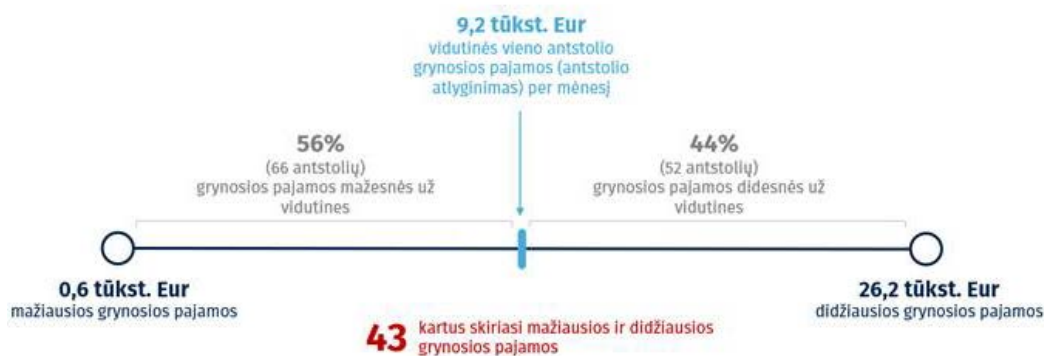 9,2 tūkst. Eur
vidutinės vieno antstolio
grynosios pajamos (antstolio
atlyginimas) per mėnesį
56%
(66 antstolių)
grynosios pajamos mažesnės už
vidutines
44%
(52 antstolių)
grynosios pajamos didesnės už
vidutines
0,6 tūkst. Eur
mažiausios grynosios pajamos
26,2 tūkst. Eur
didžiausios grynosios pajamos
43 kartus skiriasi mažiausios ir didžiausios
grynosios pajamos